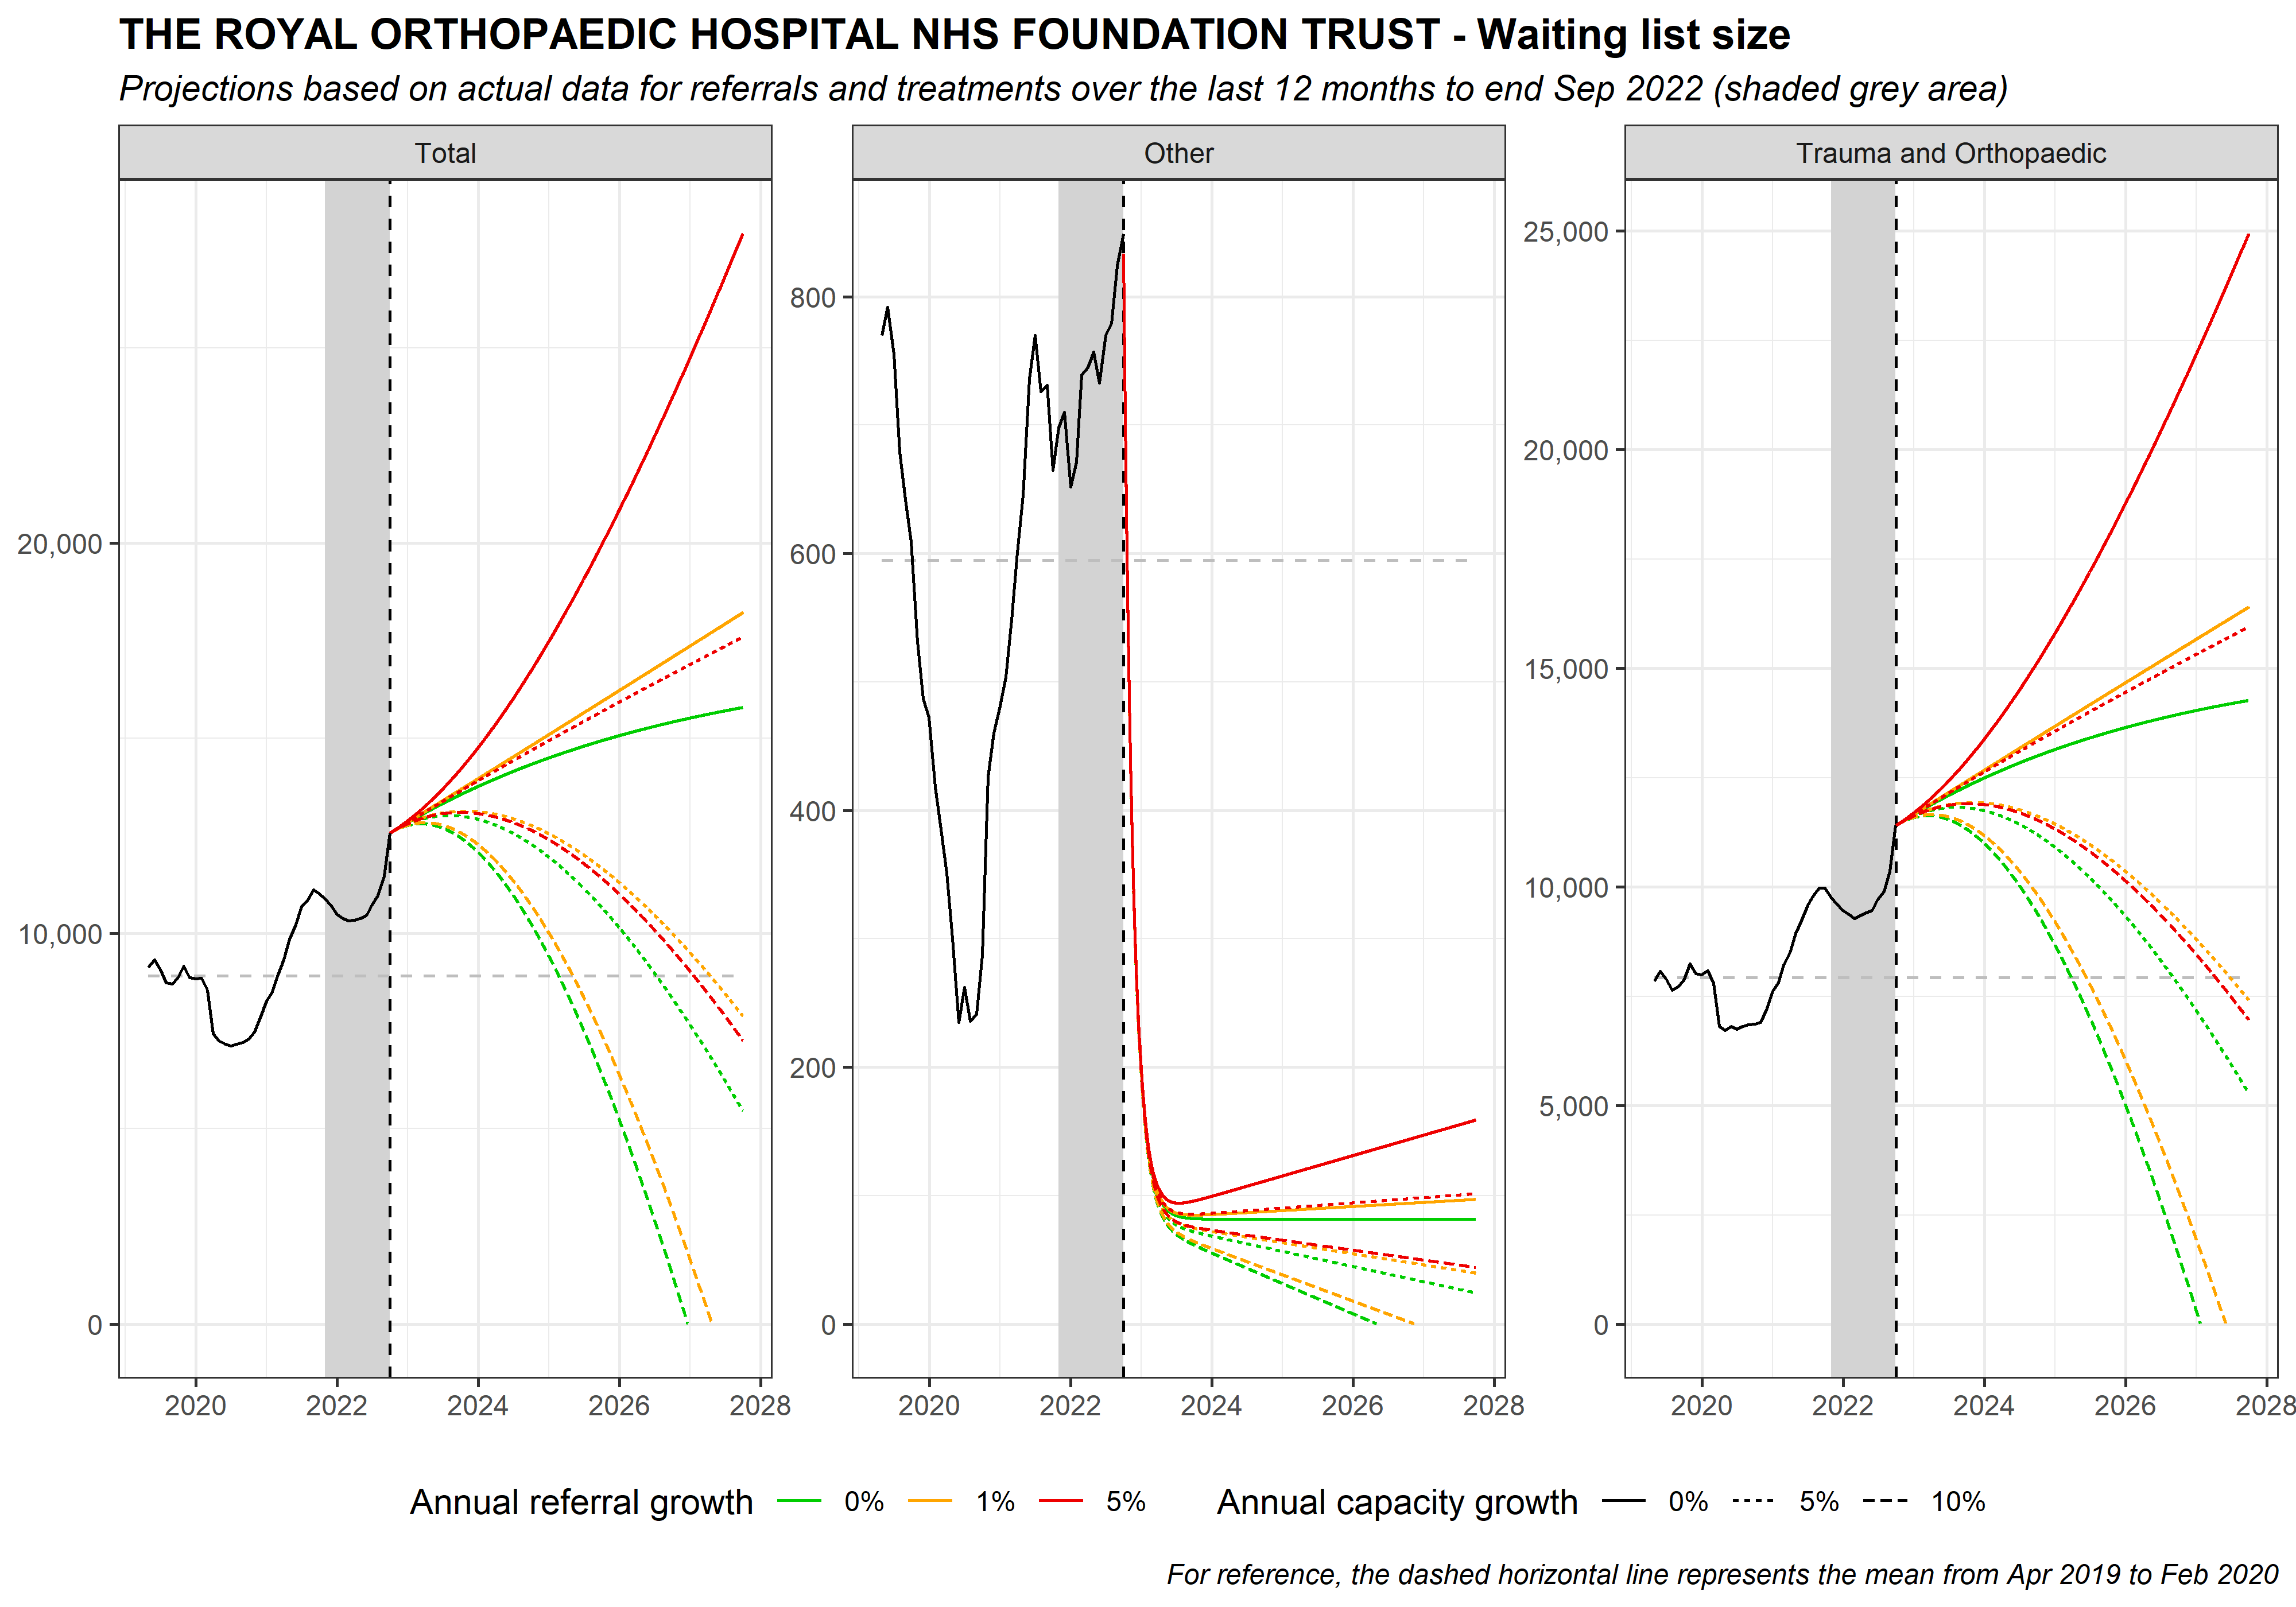 THE ROYAL ORTHOPAEDIC HOSPITAL NHS FOUNDATION TRUST - Waiting list size
Projections based on actual data for referrals and treatments over the last 12 months to end Sep 2022 (shaded grey area)
Total
20,000
10,000
0
2020 2022 2024 2026 2028
Other
800
600
400
200
0
2020 2022 2024 2026 2028
Trauma and Orthopaedic
25,000
20,000
15,000
10,000
5,000
0
2020 2022 2024 2026 2028
Annual referral growth 0% 1% 5% Annual capacity growth 0% 5% 10%
For reference, the dashed horizontal line represents the mean from Apr 2019 to Feb 2020